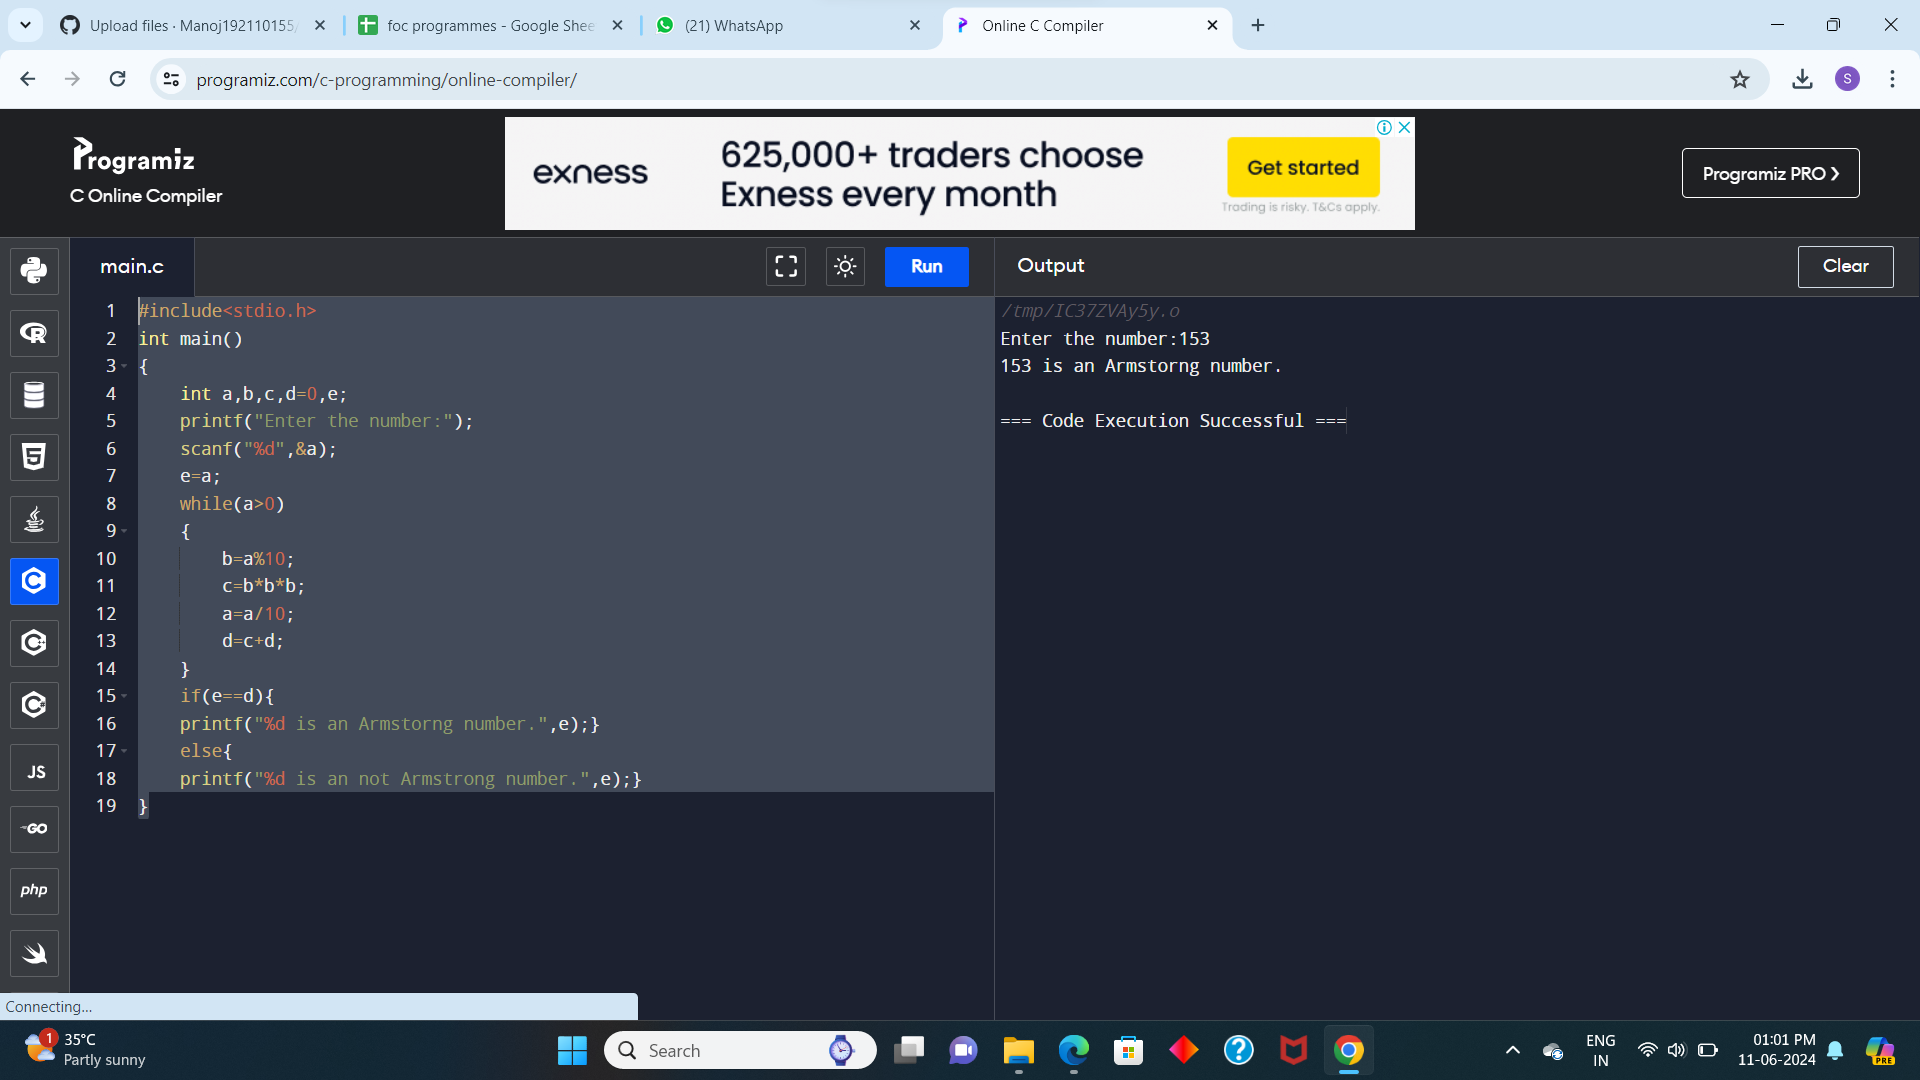 Upload files · Manoj192110155/
foc programmes - Google Shee
(21) WhatsApp
Online C Compiler
programiz.com/c-programming/online-compiler/
S
Programiz
C Online Compiler
exness
625,000+ traders choose
Exness every month
Get started
Trading is risky. T&Cs apply.
Programiz PRO ❯
main.c
Run
Output
Clear
1 #include<stdio.h>
2 int main()
3 {
4 int a,b,c,d=0,e;
5 printf("Enter the number:");
6 scanf("%d",&a);
7 e=a;
8 while(a>0)
9 {
10 b=a%10;
11 c=b*b*b;
12 a=a/10;
13 d=c+d;
14 }
15 if(e==d){
16 printf("%d is an Armstorng number.",e);}
17 else{
18 printf("%d is an not Armstrong number.",e);}
19 }
/tmp/IC37ZVAy5y.o
Enter the number:153
153 is an Armstorng number.
=== Code Execution Successful ===
JS
GO
php
Connecting...
1
35°C
Partly sunny
Search
ENG
IN
01:01 PM
11-06-2024
PRE